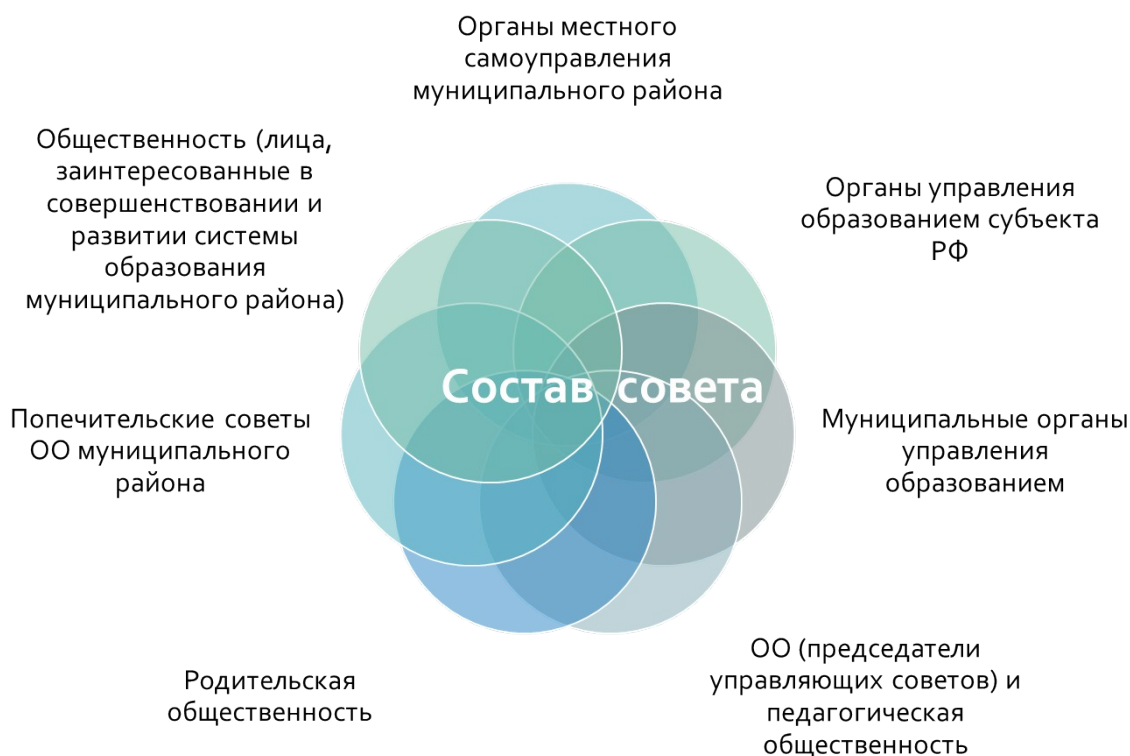 Органы местного
самоуправления
муниципального района
Общественность (лица,
заинтересованные в
совершенствовании и
развитии системы
образования
муниципального района)
Органы управления
образованием субъекта
РФ
Состав совета
Попечительские советы
ОО муниципального
района
Муниципальные органы
управления
образованием
Родительская
общественность
ОО (председатели
управляющих советов) и
педагогическая
общественность